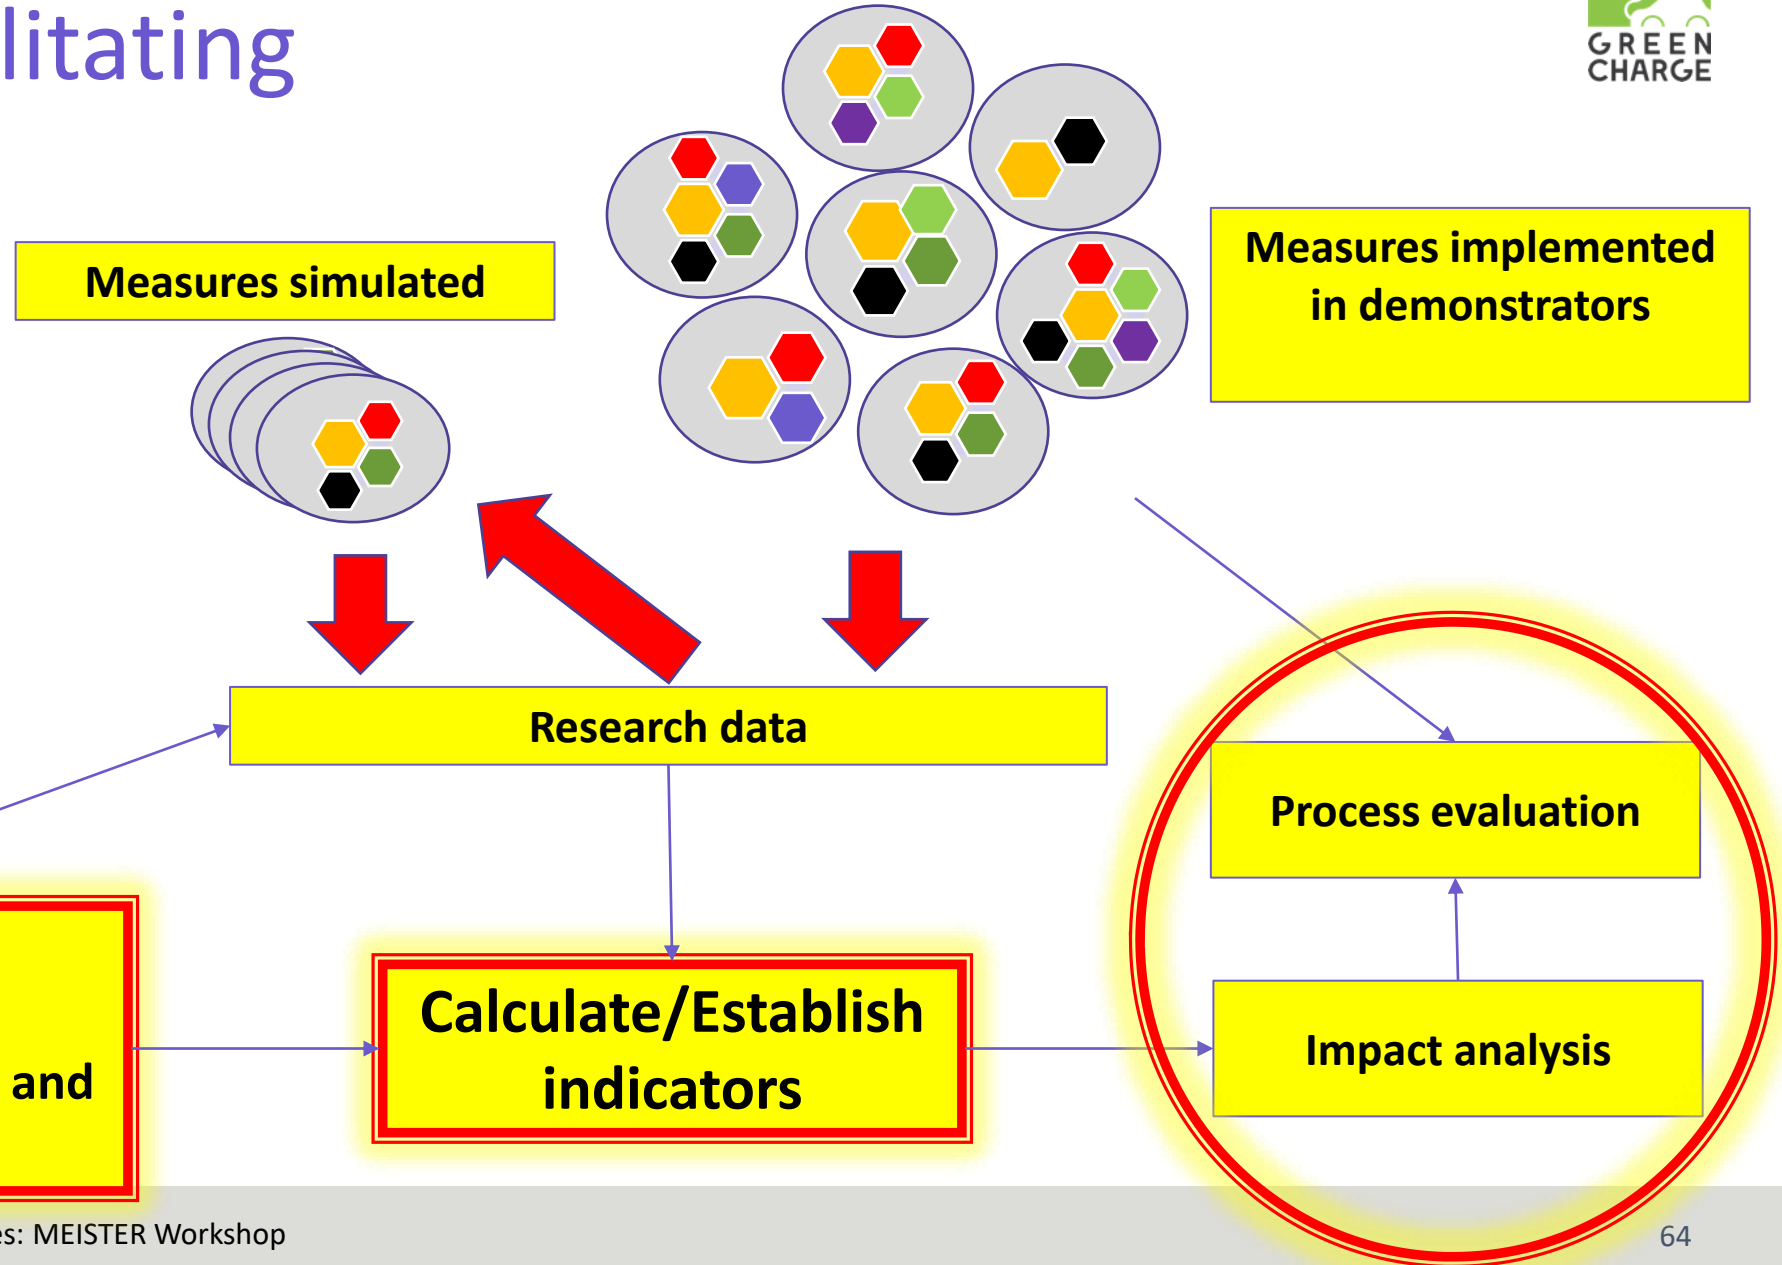 litating
GREEN
CHARGE
Measures simulated
Measures implemented
in demonstrators
Research data
Process evaluation
Calculate/Establish
indicators
Impact analysis
and
es: MEISTER Workshop
64